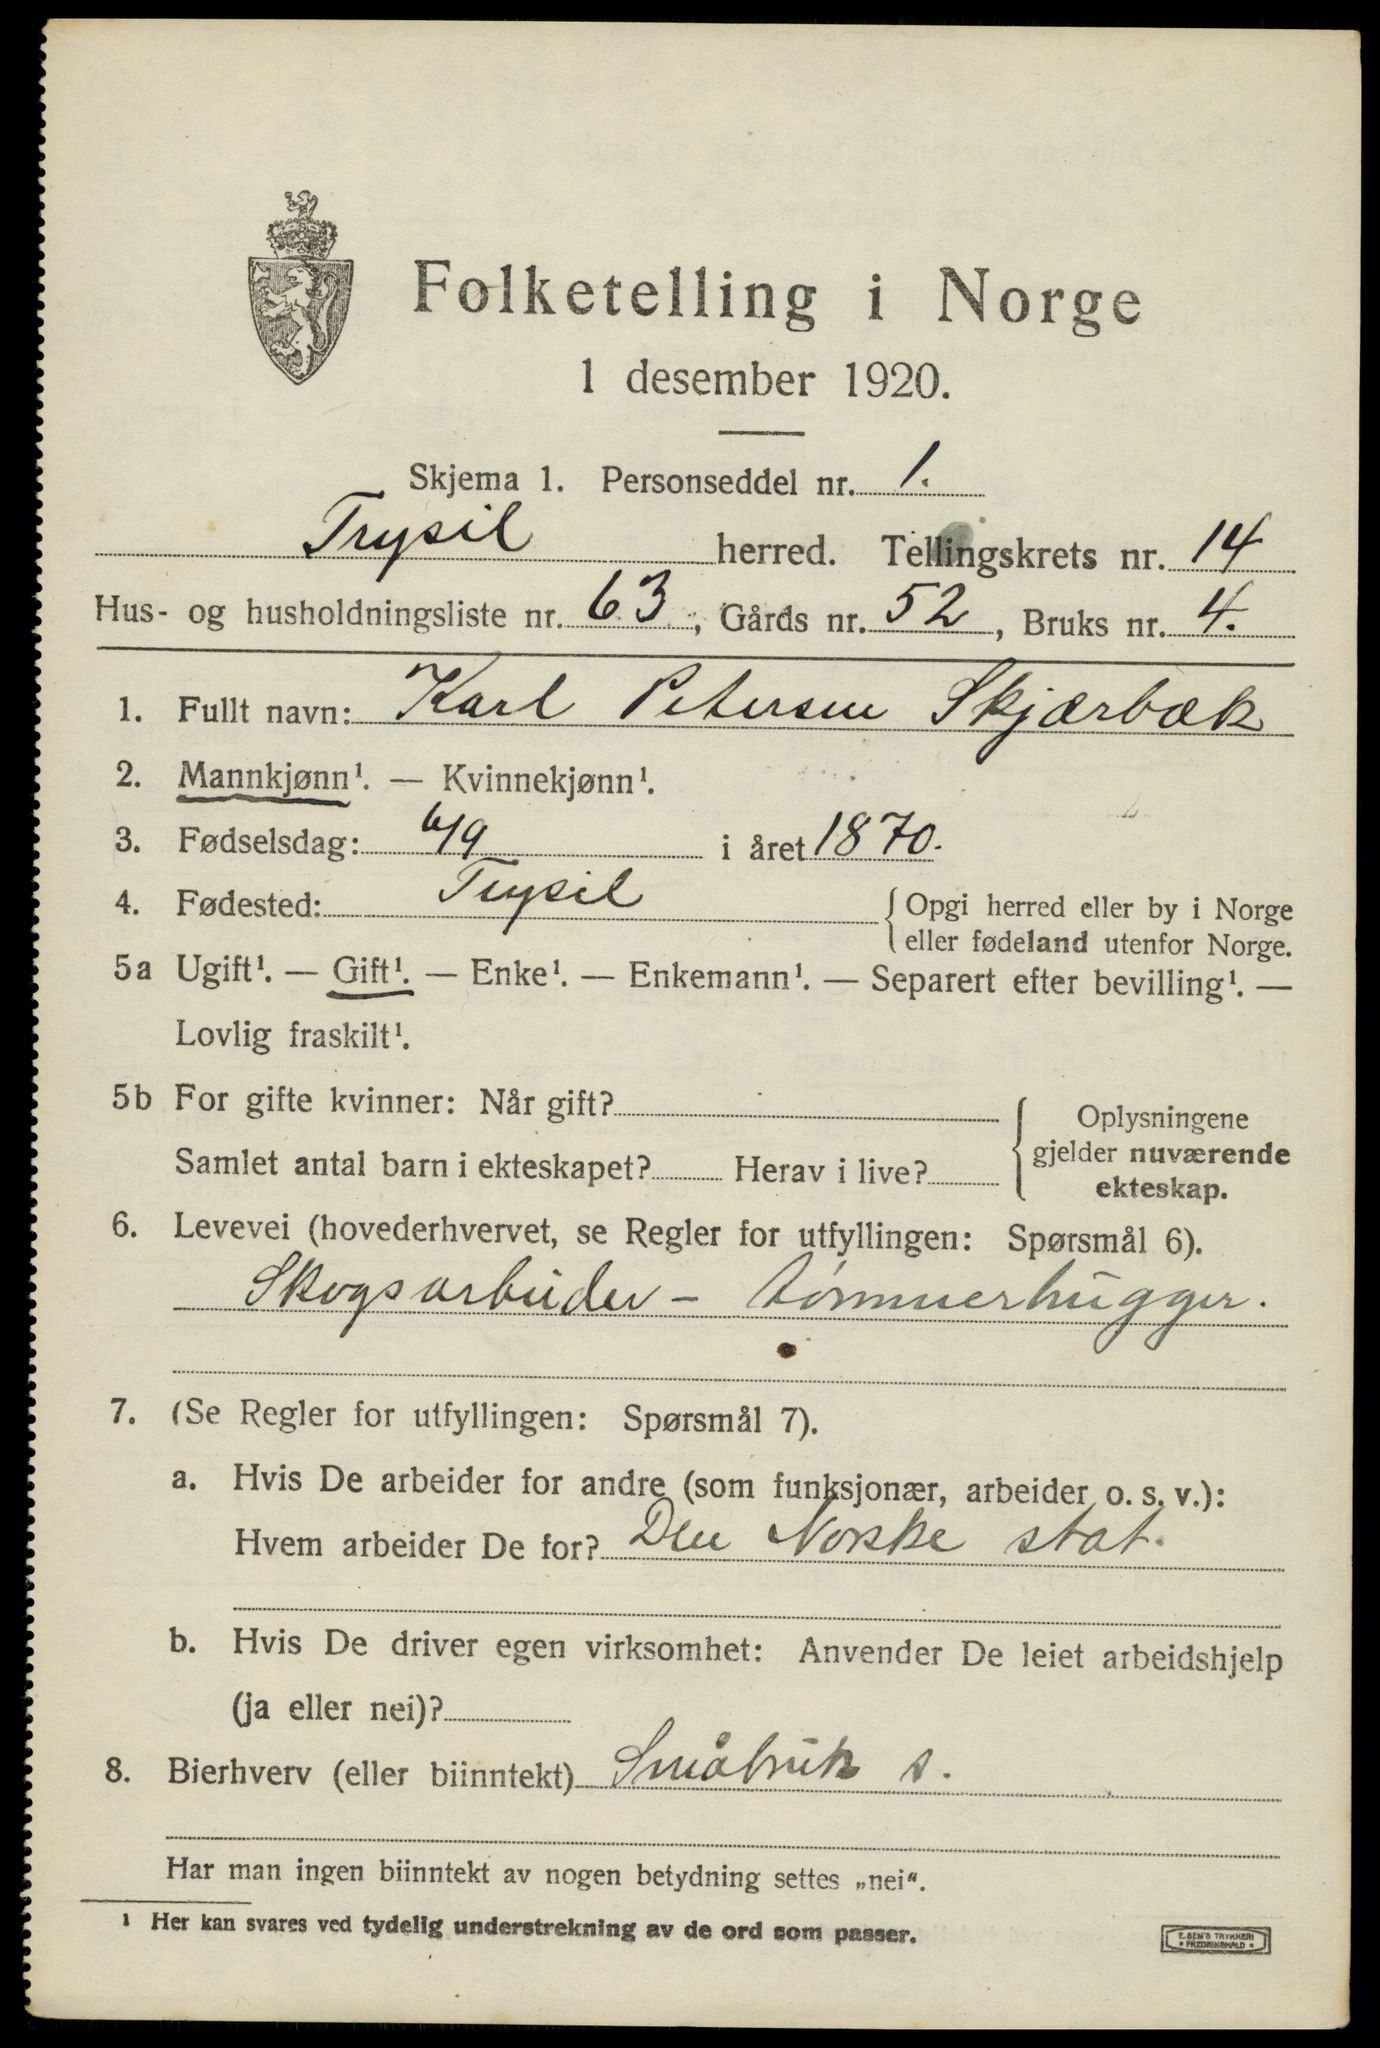 Folketelling i Norge
1 desember 1920.
Skjema 1. Personseddel nr. 1.
Trysil herred. Tellingskrets nr. 14
Hus- og husholdningsliste nr. 63, Gårds nr. 52, Bruks nr. 4.
1. Fullt navn: Karl Petersen Skjærbæk
2. Mannkjønn¹. — Kvinnekjønn¹.
3. Fødselsdag: 6/9 i året 1870.
4. Fødested: Trysil { Opgi herred eller by i Norge
eller fødeland utenfor Norge.
5a Ugift¹. — Gift¹. — Enke¹. — Enkemann¹. — Separert efter bevilling¹. —
Lovlig fraskilt¹.
5b For gifte kvinner: Når gift?
Samlet antal barn i ekteskapet? Herav i live?
Oplysningene
gjelder nuværende
ekteskap.
6. Levevei (hovederhvervet, se Regler for utfyllingen: Spørsmål 6).
Skogsarbeider - tømmerhugger.
7. (Se Regler for utfyllingen: Spørsmål 7).
a. Hvis De arbeider for andre (som funksjonær, arbeider o. s. v.):
Hvem arbeider De for? Den Norske stat.
b. Hvis De driver egen virksomhet: Anvender De leiet arbeidshjelp
(ja eller nei)?
8. Bierhverv (eller biinntekt) Småbruk s.
Har man ingen biinntekt av nogen betydning settes „nei“.
¹ Her kan svares ved tydelig understrekning av de ord som passer.
E. SEM'S TRYKKERI
* FREDRIKSHALD *